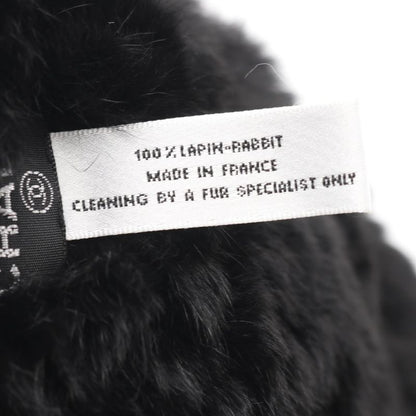 100% LAPIN-RABBIT
MADE IN FRANCE
CLEANING BY A FUR SPECIALIST ONLY